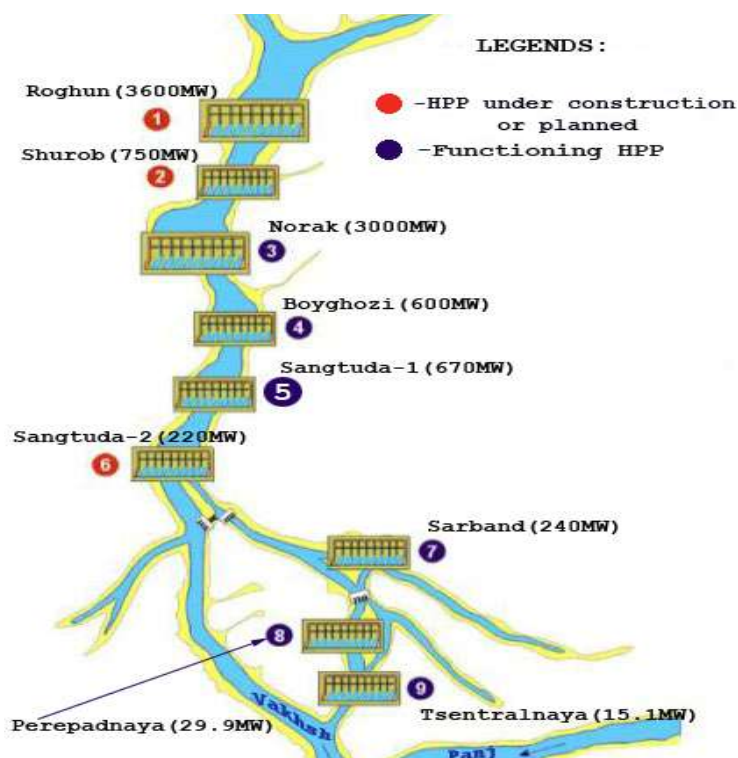 LEGENDS:
Roghun(3600MW)
1
-HPP under construction
or planned
Shurob(750MW)
2
-Functioning HPP
Norak(3000MW)
3
Boyghozi(600MW)
4
Sangtuda-1(670MW)
5
Sangtuda-2(220MW)
6
Sarband(240MW)
7
8
9
Vakhsh
Perepadnaya(29.9MW)
Tsentralnaya(15.1MW)
Panj